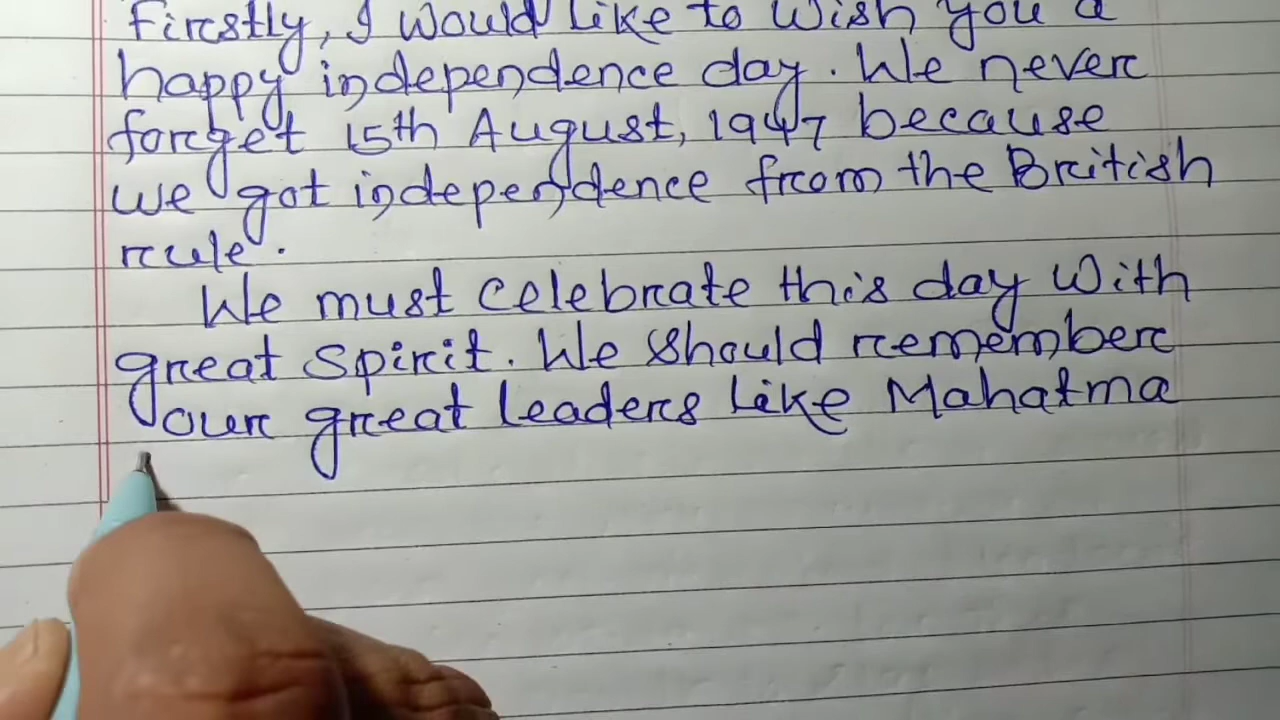 Firstly, I would like to wish you a
happy independence day. We never
forget 15th August, 1947 because
we got independence from the British
rule.
We must celebrate this day with
great spirit. We should remember
our great leaders like Mahatma